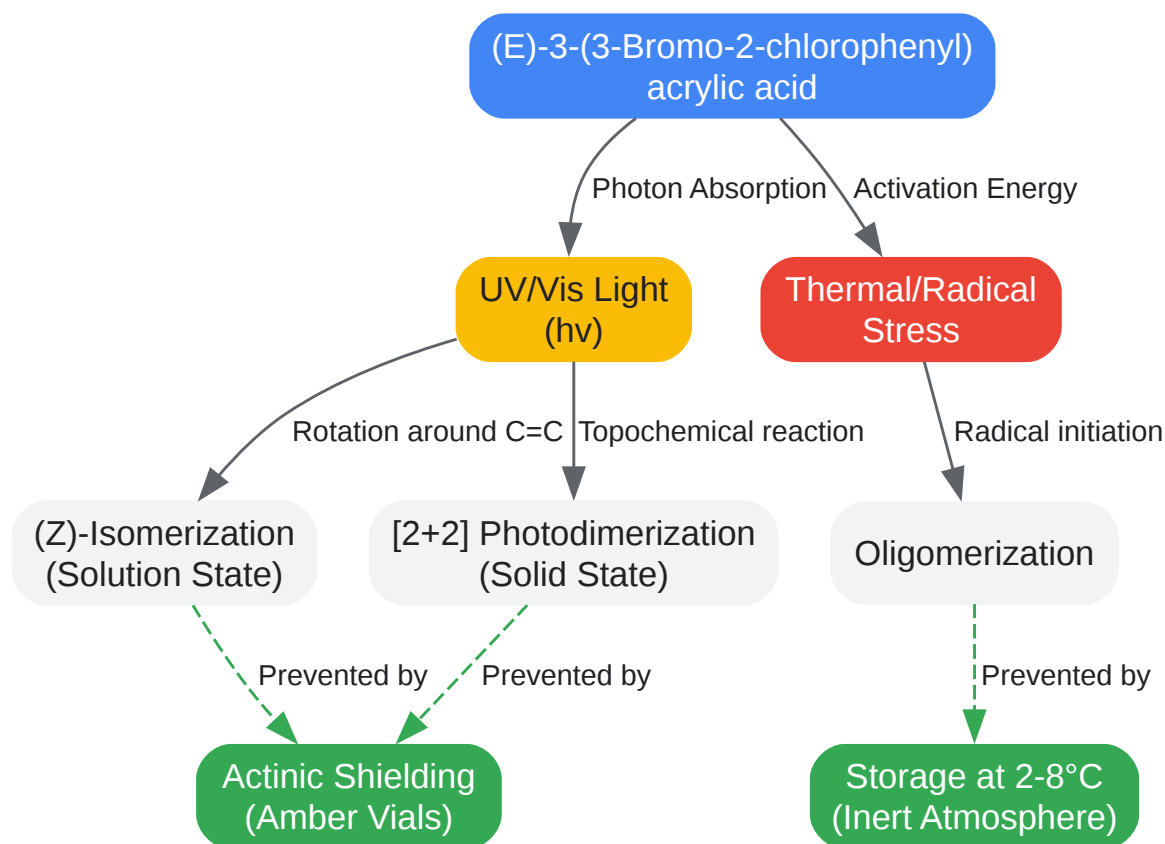 (E)-3-(3-Bromo-2-chlorophenyl)
acrylic acid
Photon Absorption
Activation Energy
UV/Vis Light
(hv)
Thermal/Radical
Stress
Rotation around C=C
Topochemical reaction
Radical initiation
(Z)-Isomerization
(Solution State)
[2+2] Photodimerization
(Solid State)
Oligomerization
Prevented by
Prevented by
Prevented by
Actinic Shielding
(Amber Vials)
Storage at 2-8°C
(Inert Atmosphere)